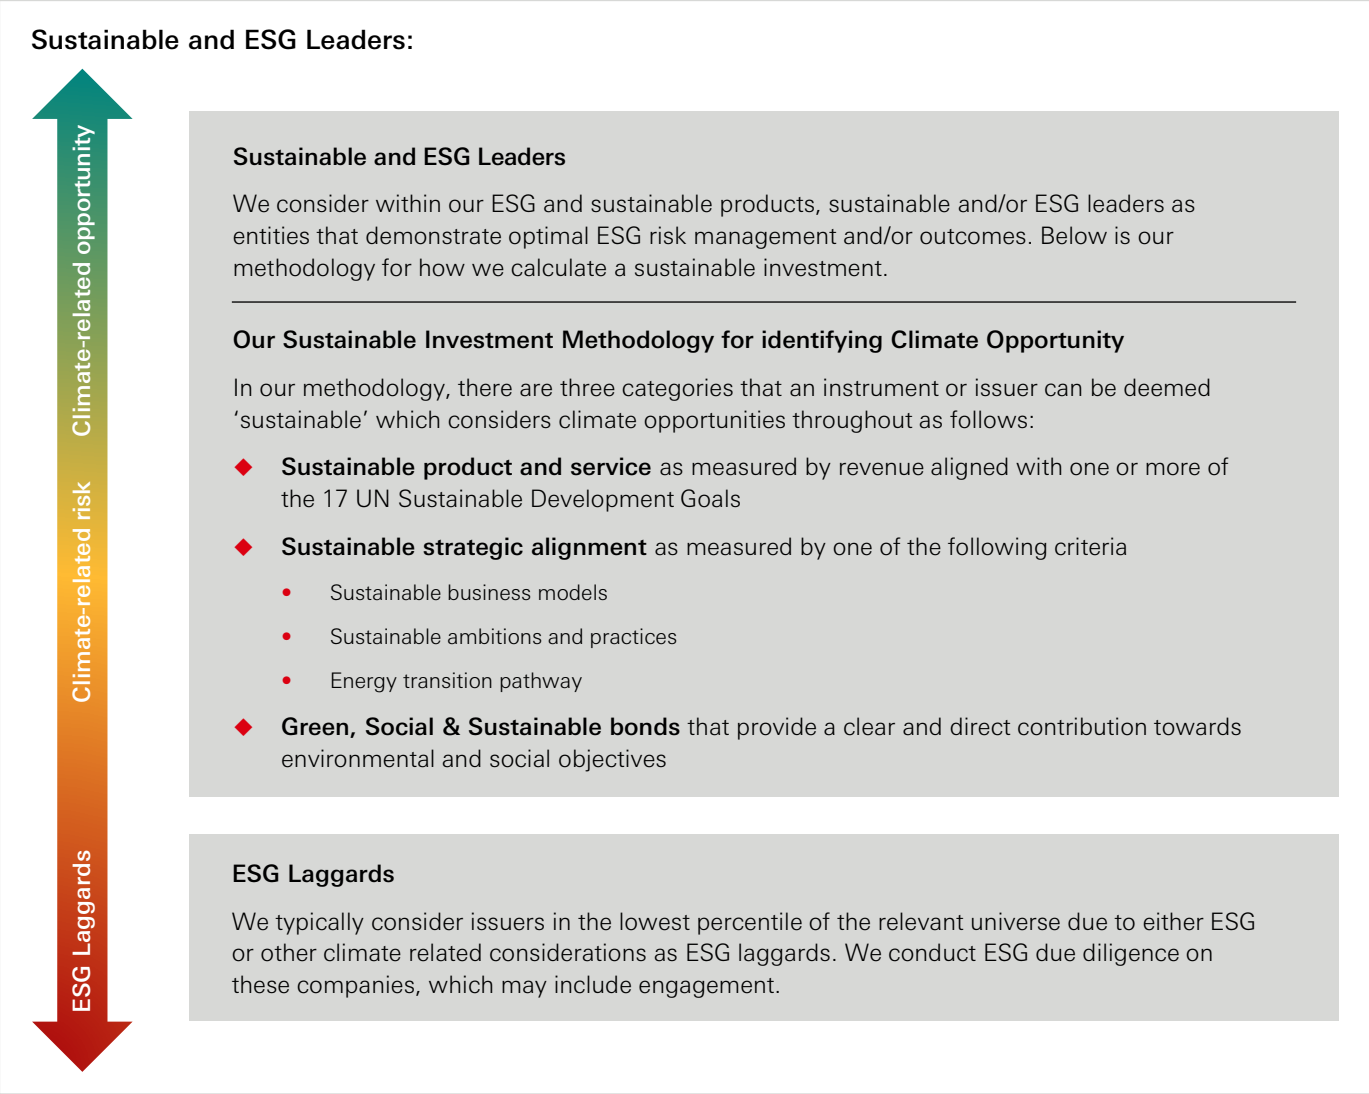 Sustainable and ESG Leaders:
Climate-related opportunity
Climate-related risk
ESG Laggards
Sustainable and ESG Leaders
We consider within our ESG and sustainable products, sustainable and/or ESG leaders as
entities that demonstrate optimal ESG risk management and/or outcomes. Below is our
methodology for how we calculate a sustainable investment.
Our Sustainable Investment Methodology for identifying Climate Opportunity
In our methodology, there are three categories that an instrument or issuer can be deemed
‘sustainable’ which considers climate opportunities throughout as follows:
◆ Sustainable product and service as measured by revenue aligned with one or more of
the 17 UN Sustainable Development Goals
◆ Sustainable strategic alignment as measured by one of the following criteria
• Sustainable business models
• Sustainable ambitions and practices
• Energy transition pathway
◆ Green, Social & Sustainable bonds that provide a clear and direct contribution towards
environmental and social objectives
ESG Laggards
We typically consider issuers in the lowest percentile of the relevant universe due to either ESG
or other climate related considerations as ESG laggards. We conduct ESG due diligence on
these companies, which may include engagement.